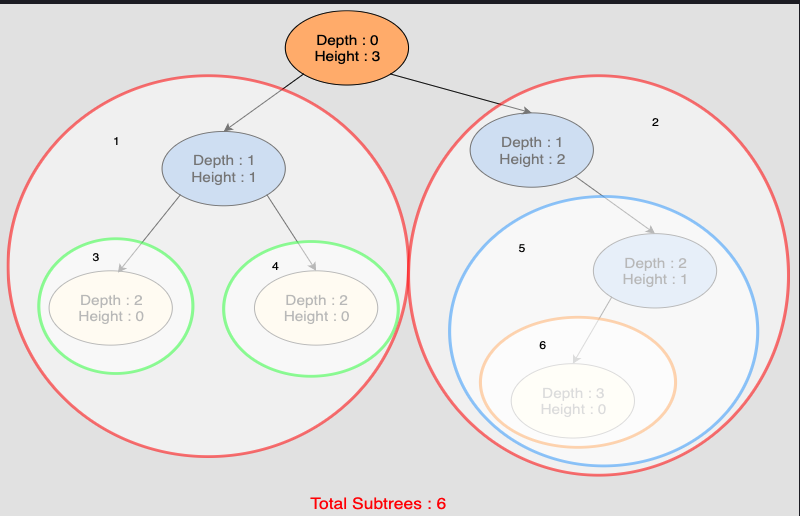 Depth : 0
Height : 3
1
2
Depth : 1
Height : 1
Depth : 1
Height : 2
3
4
5
Depth : 2
Height : 0
Depth : 2
Height : 0
Depth : 2
Height : 1
6
Depth : 3
Height : 0
Total Subtrees : 6